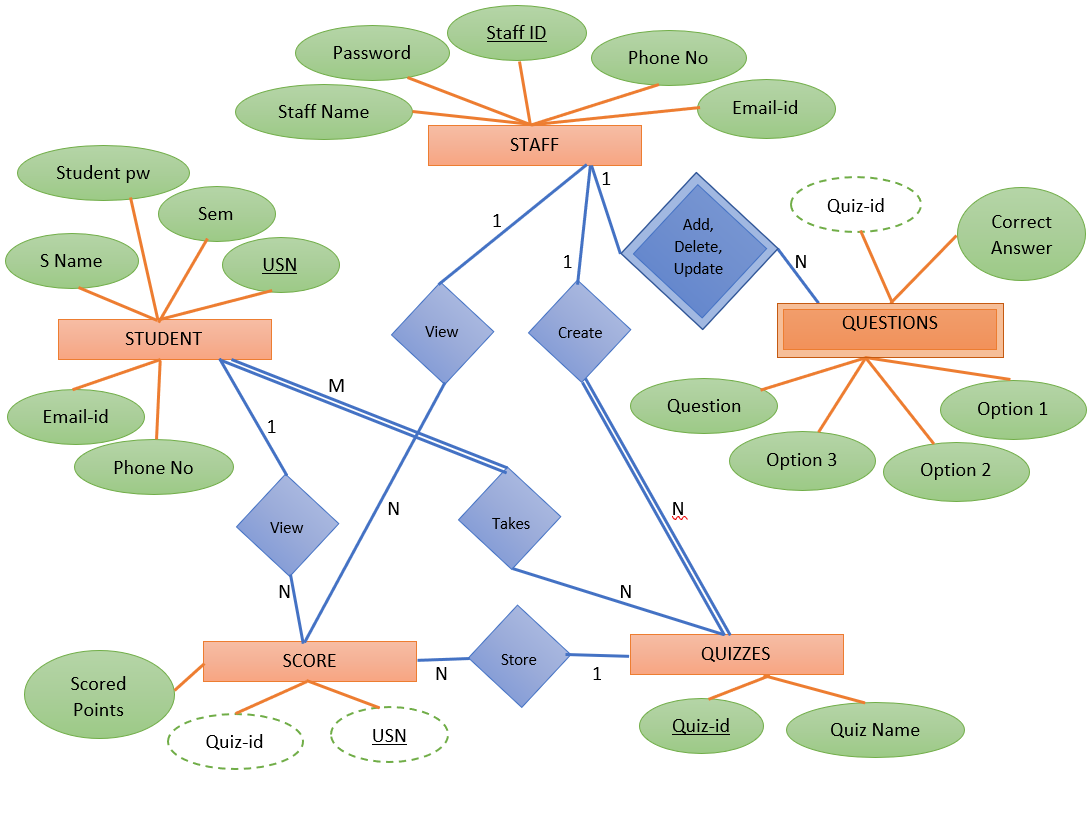 Staff ID
Password
Phone No
Staff Name
Email-id
STAFF
Student pw
Sem
S Name
USN
STUDENT
Email-id
Phone No
1
1
1
Add,
Delete,
Update
N
Quiz-id
Correct
Answer
QUESTIONS
Question
Option 1
Option 3
Option 2
View
Create
M
1
N
N
View
Takes
N
N
SCORE
N
Store
1
QUIZZES
Scored
Points
Quiz-id
USN
Quiz-id
Quiz Name